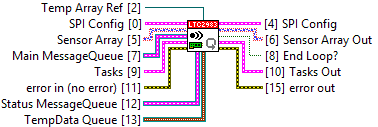 Temp Array Ref [2]
SPI Config [0]
LTC2983
[4] SPI Config
Sensor Array [5]
[6] Sensor Array Out
Main MessageQueue [7]
[8] End Loop?
Tasks [9]
[10] Tasks Out
error in (no error) [11]
[15] error out
Status MessageQueue [12]
TempData Queue [13]